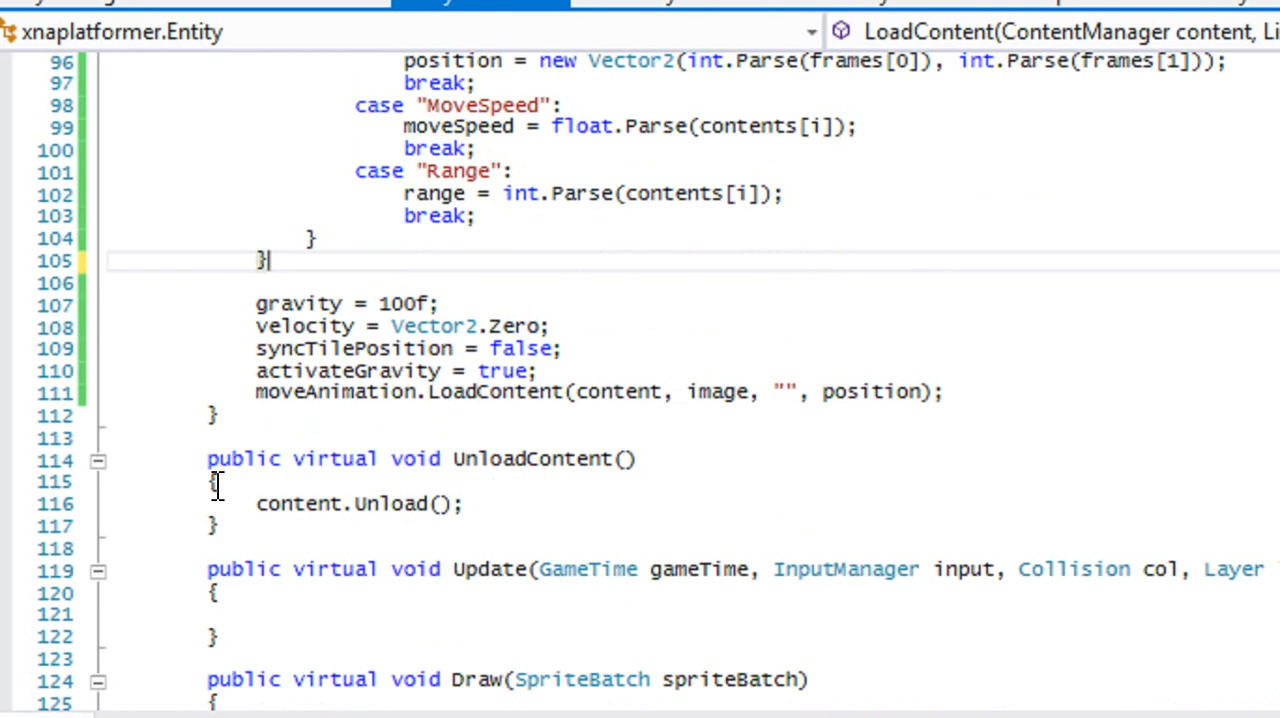 xnaplatformer.Entity
LoadContent(ContentManager content, Li
96 position = new Vector2(int.Parse(frames[0]), int.Parse(frames[1]));
97 break;
98 case "MoveSpeed":
99 moveSpeed = float.Parse(contents[i]);
100 break;
101 case "Range":
102 range = int.Parse(contents[i]);
103 break;
104 }
105 }
106
107 gravity = 100f;
108 velocity = Vector2.Zero;
109 syncTilePosition = false;
110 activateGravity = true;
111 moveAnimation.LoadContent(content, image, "", position);
112 }
113
114 public virtual void UnloadContent()
115 {
116 content.Unload();
117 }
118
119 public virtual void Update(GameTime gameTime, InputManager input, Collision col, Layer
120 {
121
122 }
123
124 public virtual void Draw(SpriteBatch spriteBatch)
125 {